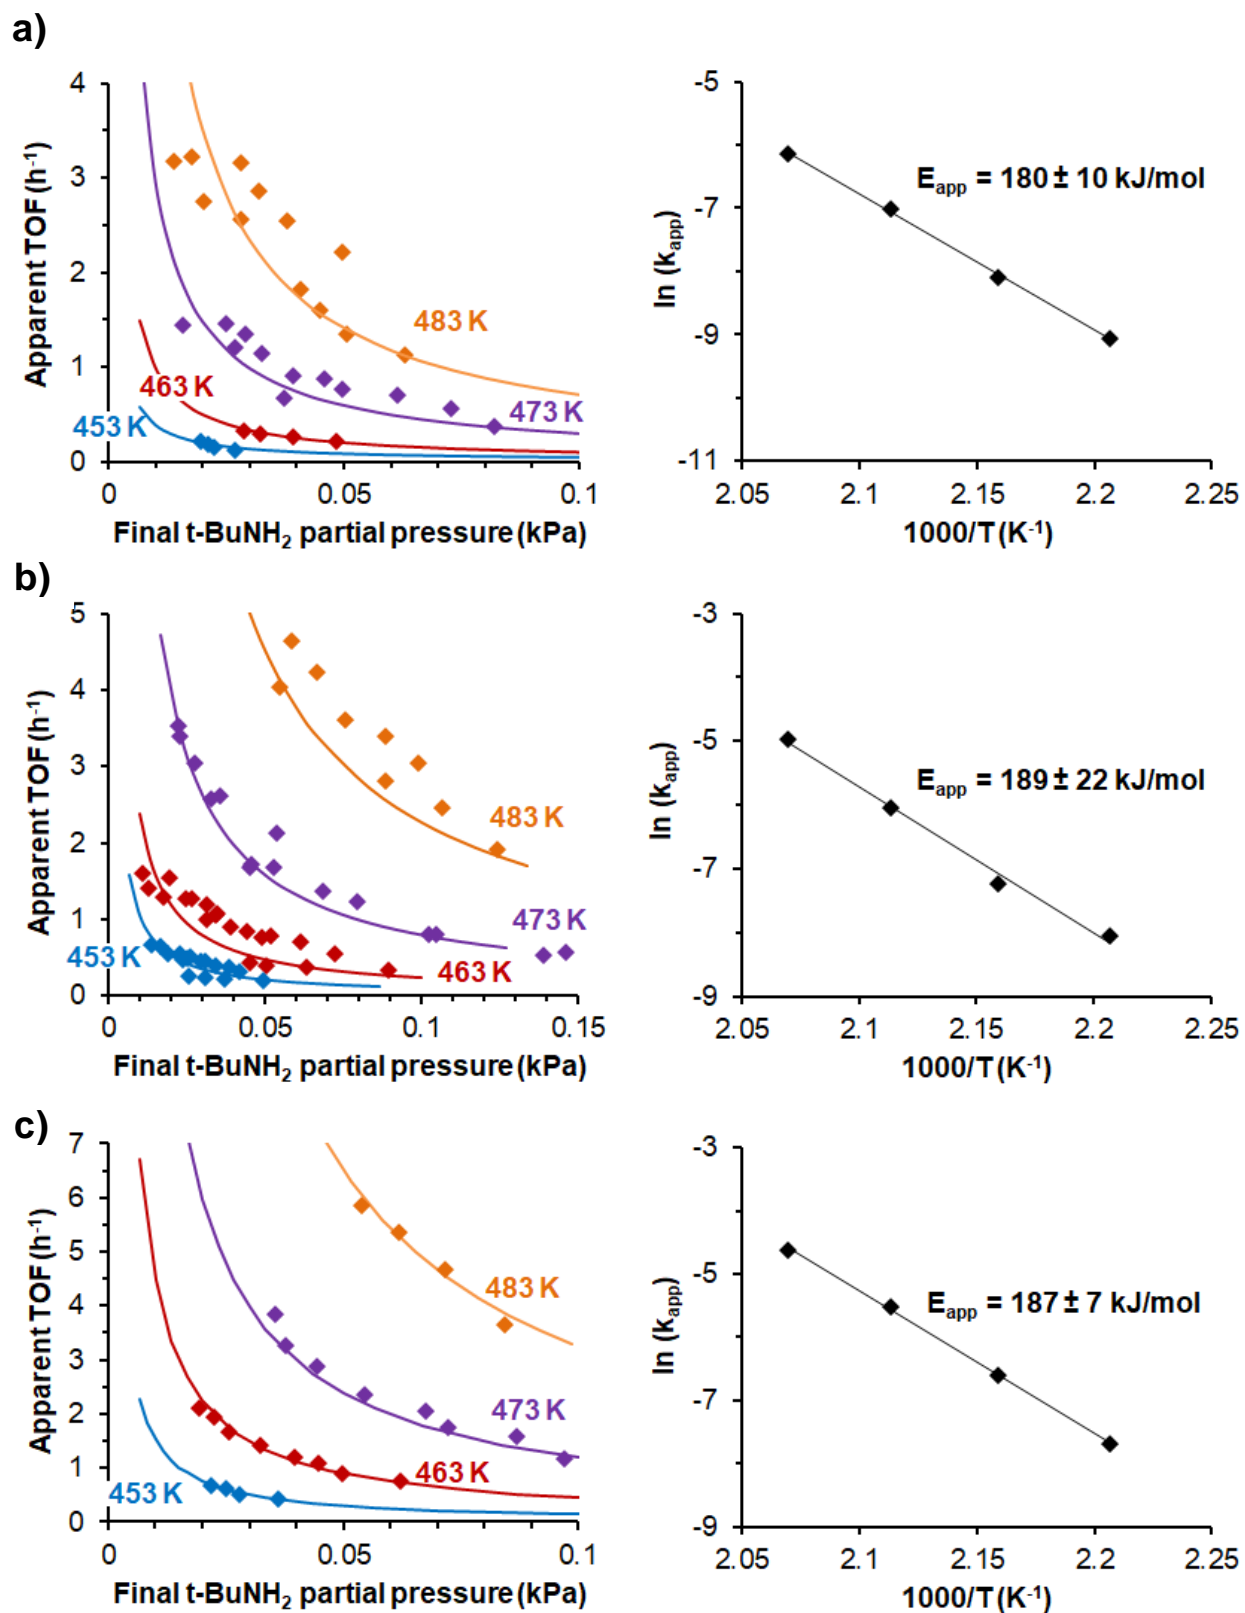 a)
4
3
2
1
0
0
0.05
0.1
Apparent TOF (h-1)
Final t-BuNH2 partial pressure (kPa)
483 K
473 K
463 K
453 K
-5
-7
-9
-11
2.05
2.1
2.15
2.2
2.25
ln (kapp)
1000/T (K-1)
Eapp = 180 ± 10 kJ/mol
b)
5
4
3
2
1
0
0
0.05
0.1
0.15
Apparent TOF (h-1)
Final t-BuNH2 partial pressure (kPa)
483 K
473 K
463 K
453 K
-3
-5
-7
-9
2.05
2.1
2.15
2.2
2.25
ln (kapp)
1000/T (K-1)
Eapp = 189 ± 22 kJ/mol
c)
7
6
5
4
3
2
1
0
0
0.05
0.1
Apparent TOF (h-1)
Final t-BuNH2 partial pressure (kPa)
483 K
473 K
463 K
453 K
-3
-5
-7
-9
2.05
2.1
2.15
2.2
2.25
ln (kapp)
1000/T (K-1)
Eapp = 187 ± 7 kJ/mol